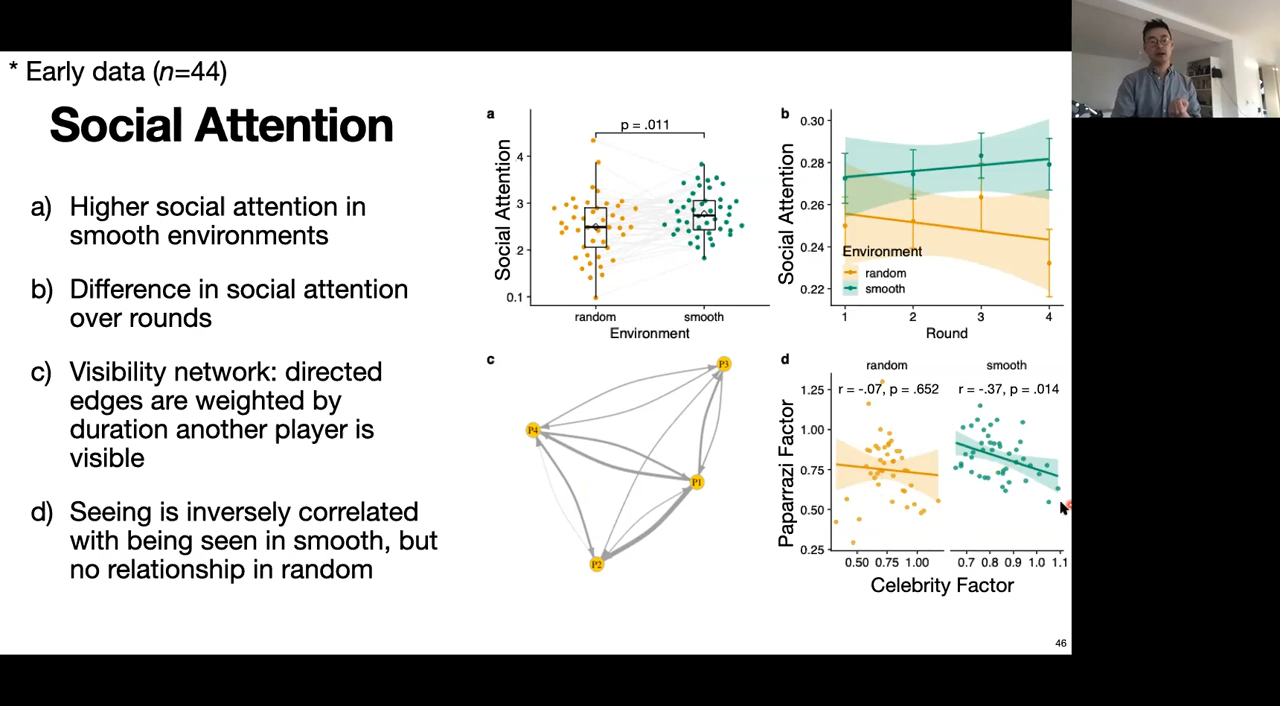 * Early data (n=44)
Social Attention
a) Higher social attention in
smooth environments
b) Difference in social attention
over rounds
c) Visibility network: directed
edges are weighted by
duration another player is
visible
d) Seeing is inversely correlated
with being seen in smooth, but
no relationship in random
a
p = .011
Social Attention
4
3
2
0.1
random
smooth
Environment
b
Social Attention
0.30
0.28
0.26
0.24
0.22
Environment
random
smooth
1
2
3
4
Round
c
P3
P4
P1
P2
d
random
smooth
r = -.07, p = .652
r = -.37, p = .014
Paparrazi Factor
1.25
1.00
0.75
0.50
0.25
0.50 0.75 1.00
0.7 0.8 0.9 1.0 1.1
Celebrity Factor
46